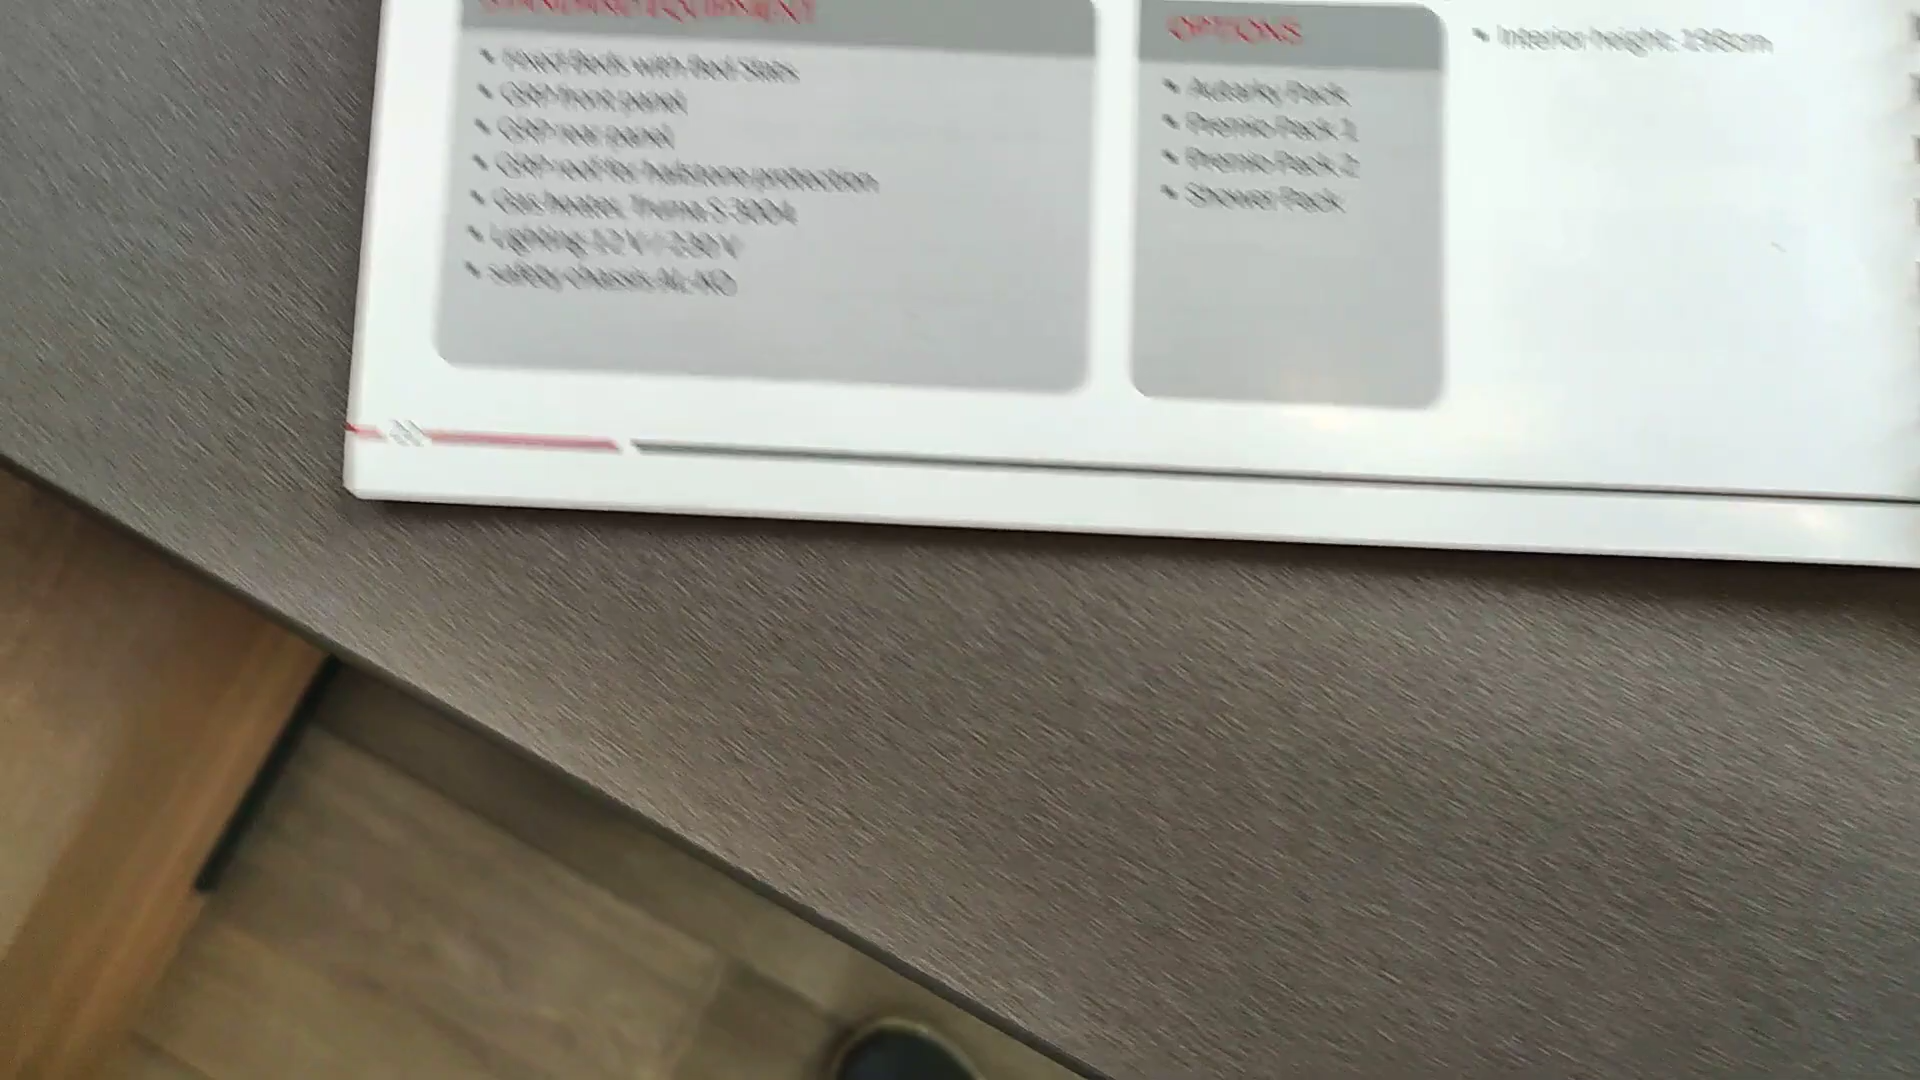 STANDARD EQUIPMENT
Fixed Beds with Bed Slats
GRP front panel
GRP rear panel
GRP roof for hailstone protection
Gas heater, Truma S-3004
Lighting 12 V / 230 V
safety chassis AL-KO
OPTIONS
Autarky Pack
Premio Pack 1
Premio Pack 2
Shower Pack
Interior height: 198cm